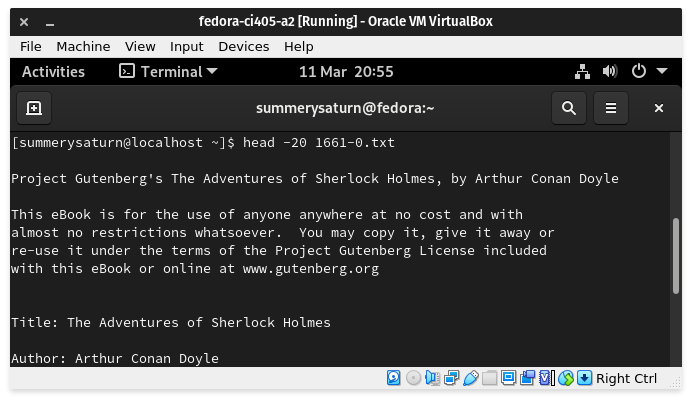 fedora-ci405-a2 [Running] - Oracle VM VirtualBox
File Machine View Input Devices Help
Activities Terminal 11 Mar 20:55
summerysaturn@fedora:~
[summerysaturn@localhost ~]$ head -20 1661-0.txt
Project Gutenberg's The Adventures of Sherlock Holmes, by Arthur Conan Doyle
This eBook is for the use of anyone anywhere at no cost and with
almost no restrictions whatsoever.  You may copy it, give it away or
re-use it under the terms of the Project Gutenberg License included
with this eBook or online at www.gutenberg.org
Title: The Adventures of Sherlock Holmes
Author: Arthur Conan Doyle
Right Ctrl